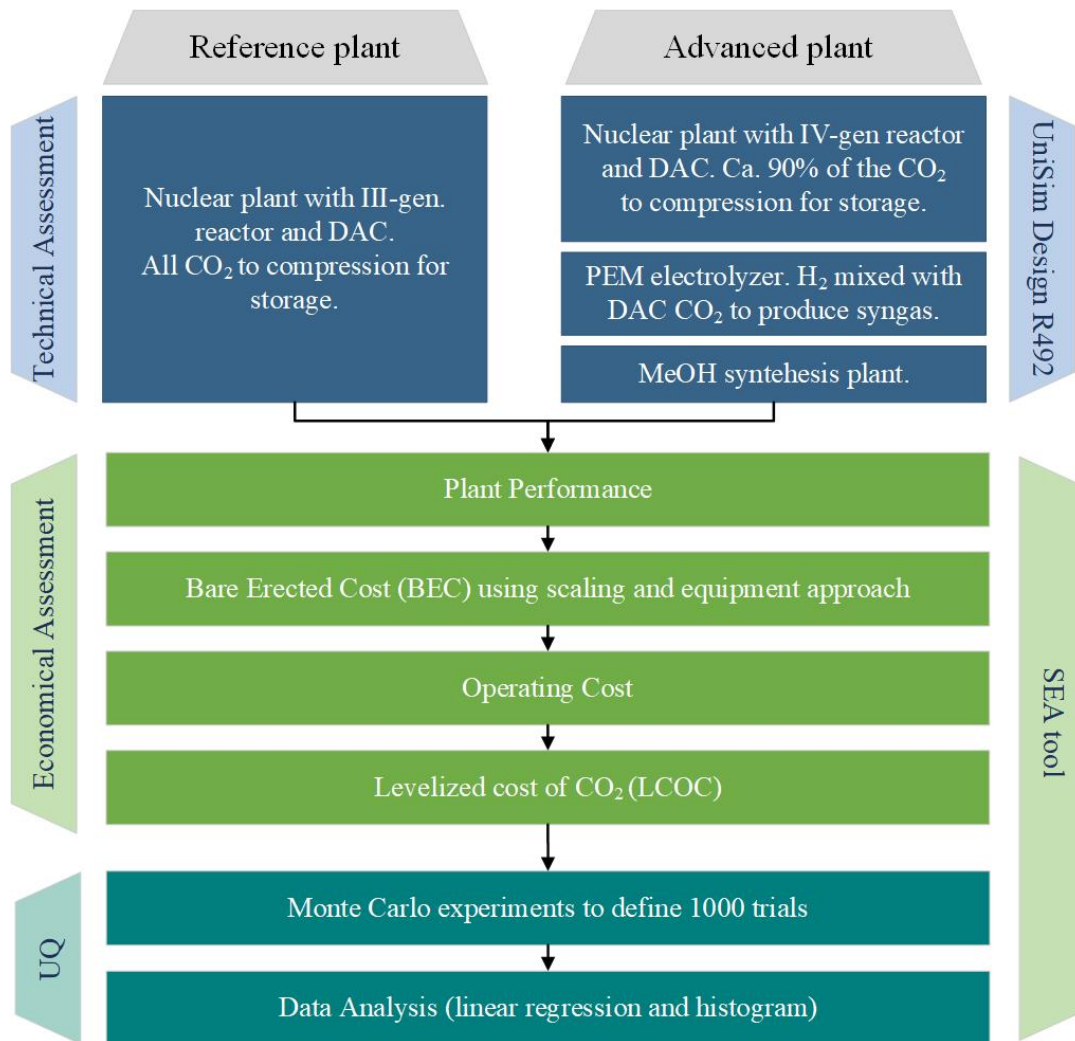 Reference plant
Advanced plant
Technical Assessment
Nuclear plant with III-gen.
reactor and DAC.
All CO₂ to compression for
storage.
Nuclear plant with IV-gen reactor
and DAC. Ca. 90% of the CO₂
to compression for storage.
PEM electrolyzer. H₂ mixed with
DAC CO₂ to produce syngas.
MeOH syntehesis plant.
UniSim Design R492
Economical Assessment
Plant Performance
Bare Erected Cost (BEC) using scaling and equipment approach
Operating Cost
Levelized cost of CO₂ (LCOC)
SEA tool
UQ
Monte Carlo experiments to define 1000 trials
Data Analysis (linear regression and histogram)